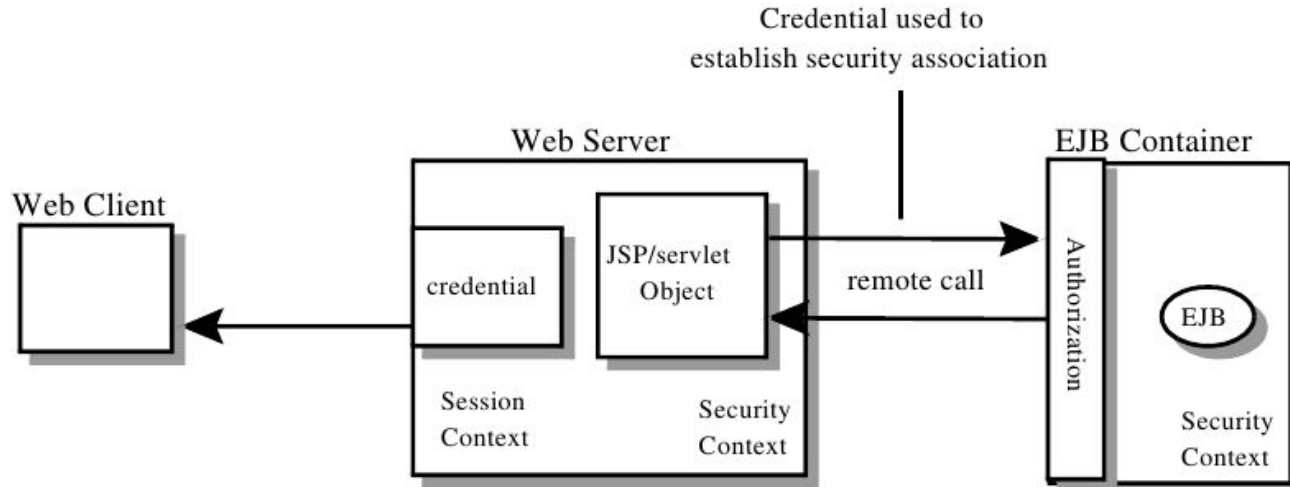 Credential used to
establish security association
Web Server
EJB Container
Web Client
JSP/servlet
Object
credential
remote call
Authorization
EJB
Session
Context
Security
Context
Security
Context